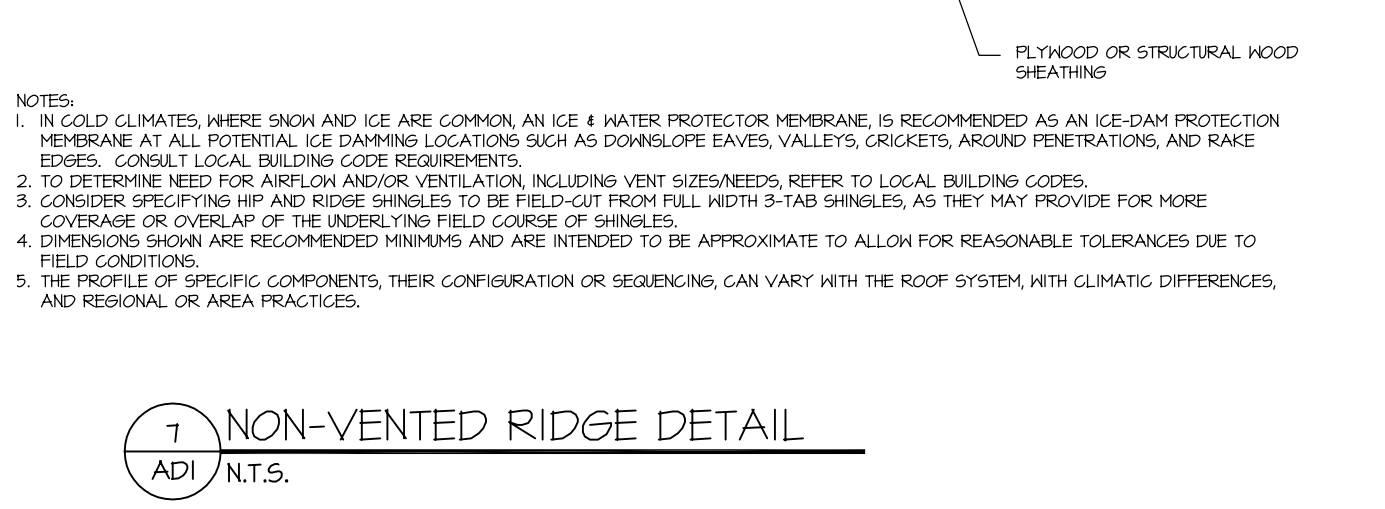 PLYWOOD OR STRUCTURAL WOOD
SHEATHING
NOTES:
1. IN COLD CLIMATES, WHERE SNOW AND ICE ARE COMMON, AN ICE & WATER PROTECTOR MEMBRANE, IS RECOMMENDED AS AN ICE-DAM PROTECTION
MEMBRANE AT ALL POTENTIAL ICE DAMMING LOCATIONS SUCH AS DOWNSLOPE EAVES, VALLEYS, CRICKETS, AROUND PENETRATIONS, AND RAKE
EDGES. CONSULT LOCAL BUILDING CODE REQUIREMENTS.
2. TO DETERMINE NEED FOR AIRFLOW AND/OR VENTILATION, INCLUDING VENT SIZES/NEEDS, REFER TO LOCAL BUILDING CODES.
3. CONSIDER SPECIFYING HIP AND RIDGE SHINGLES TO BE FIELD-CUT FROM FULL WIDTH 3-TAB SHINGLES, AS THEY MAY PROVIDE FOR MORE
COVERAGE OR OVERLAP OF THE UNDERLYING FIELD COURSE OF SHINGLES.
4. DIMENSIONS SHOWN ARE RECOMMENDED MINIMUMS AND ARE INTENDED TO BE APPROXIMATE TO ALLOW FOR REASONABLE TOLERANCES DUE TO
FIELD CONDITIONS.
5. THE PROFILE OF SPECIFIC COMPONENTS, THEIR CONFIGURATION OR SEQUENCING, CAN VARY WITH THE ROOF SYSTEM, WITH CLIMATIC DIFFERENCES,
AND REGIONAL OR AREA PRACTICES.
7 NON-VENTED RIDGE DETAIL
AD1 N.T.S.